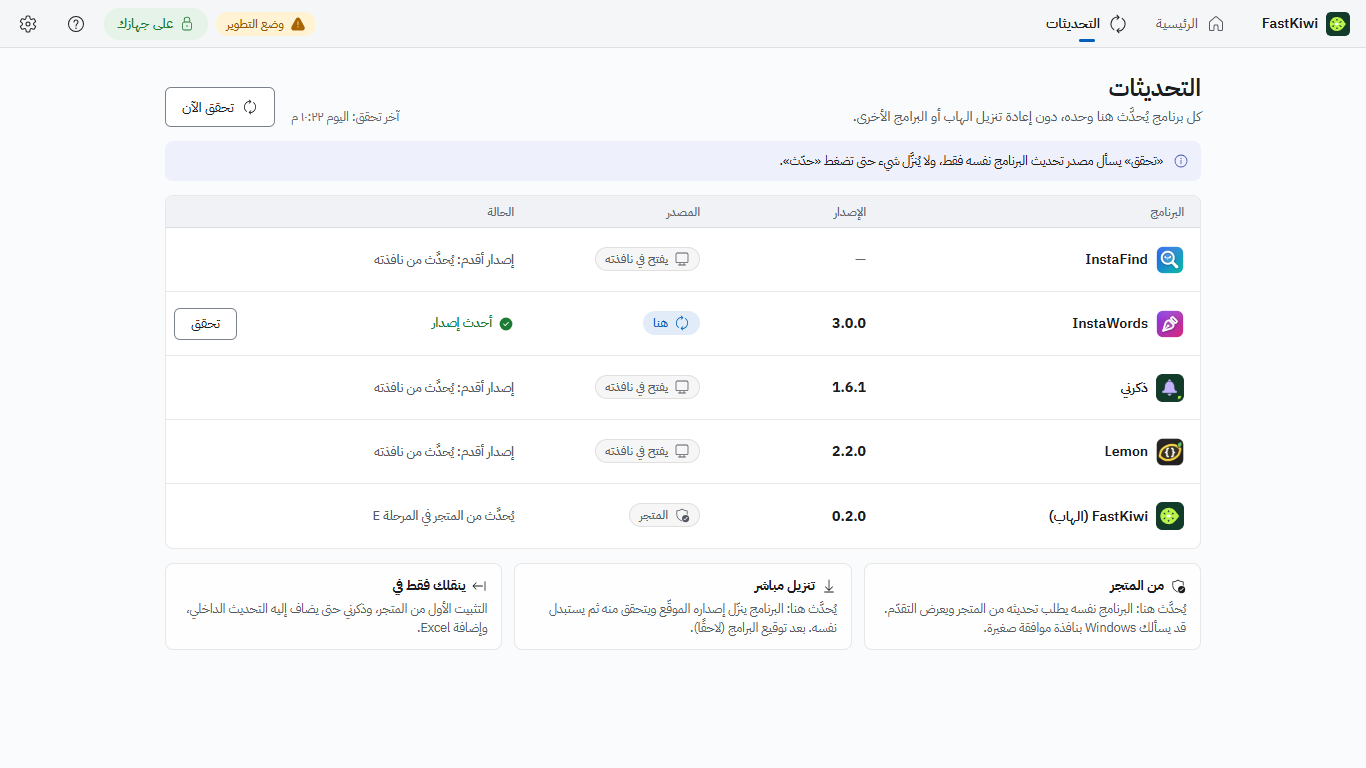 FastKiwi
الرئيسية
التحديثات
وضع التطوير
على جهازك
التحديثات
كل برنامج يُحدَّث هنا وحده، دون إعادة تنزيل الهاب أو البرامج الأخرى.
آخر تحقق: اليوم ١٠:٢٢ م
تحقق الآن
«تحقق» يسأل مصدر تحديث البرنامج نفسه فقط، ولا يُنزَّل شيء حتى تضغط «حدّث».
البرنامج الإصدار المصدر الحالة
InstaFind — يفتح في نافذته إصدار أقدم: يُحدَّث من نافذته
InstaWords 3.0.0 هنا أحدث إصدار تحقق
ذكرني 1.6.1 يفتح في نافذته إصدار أقدم: يُحدَّث من نافذته
Lemon 2.2.0 يفتح في نافذته إصدار أقدم: يُحدَّث من نافذته
FastKiwi (الهاب) 0.2.0 المتجر يُحدَّث من المتجر في المرحلة E
من المتجر
يُحدَّث هنا: البرنامج نفسه يطلب تحديثه من المتجر ويعرض التقدّم.
قد يسألك Windows بنافذة موافقة صغيرة.
تنزيل مباشر
يُحدَّث هنا: البرنامج ينزّل إصداره الموقّع ويتحقق منه ثم يستبدل
نفسه. بعد توقيع البرامج (لاحقًا).
ينقلك فقط في
التثبيت الأول من المتجر، وذكرني حتى يضاف إليه التحديث الداخلي،
وإضافة Excel.